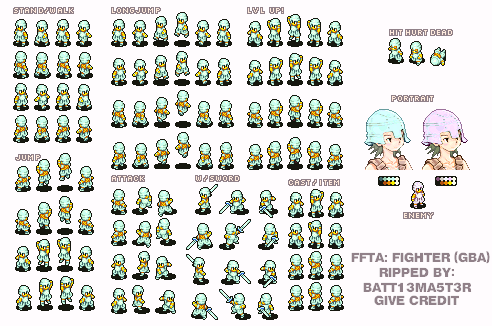 STAND/WALK
LONGJUMP
LVL UP!
HIT HURT DEAD
PORTRAIT
JUMP
ATTACK
W/SWORD
CAST/ITEM
ENEMY
FFTA: FIGHTER (GBA)
RIPPED BY:
BATT13MA5T3R
GIVE CREDIT